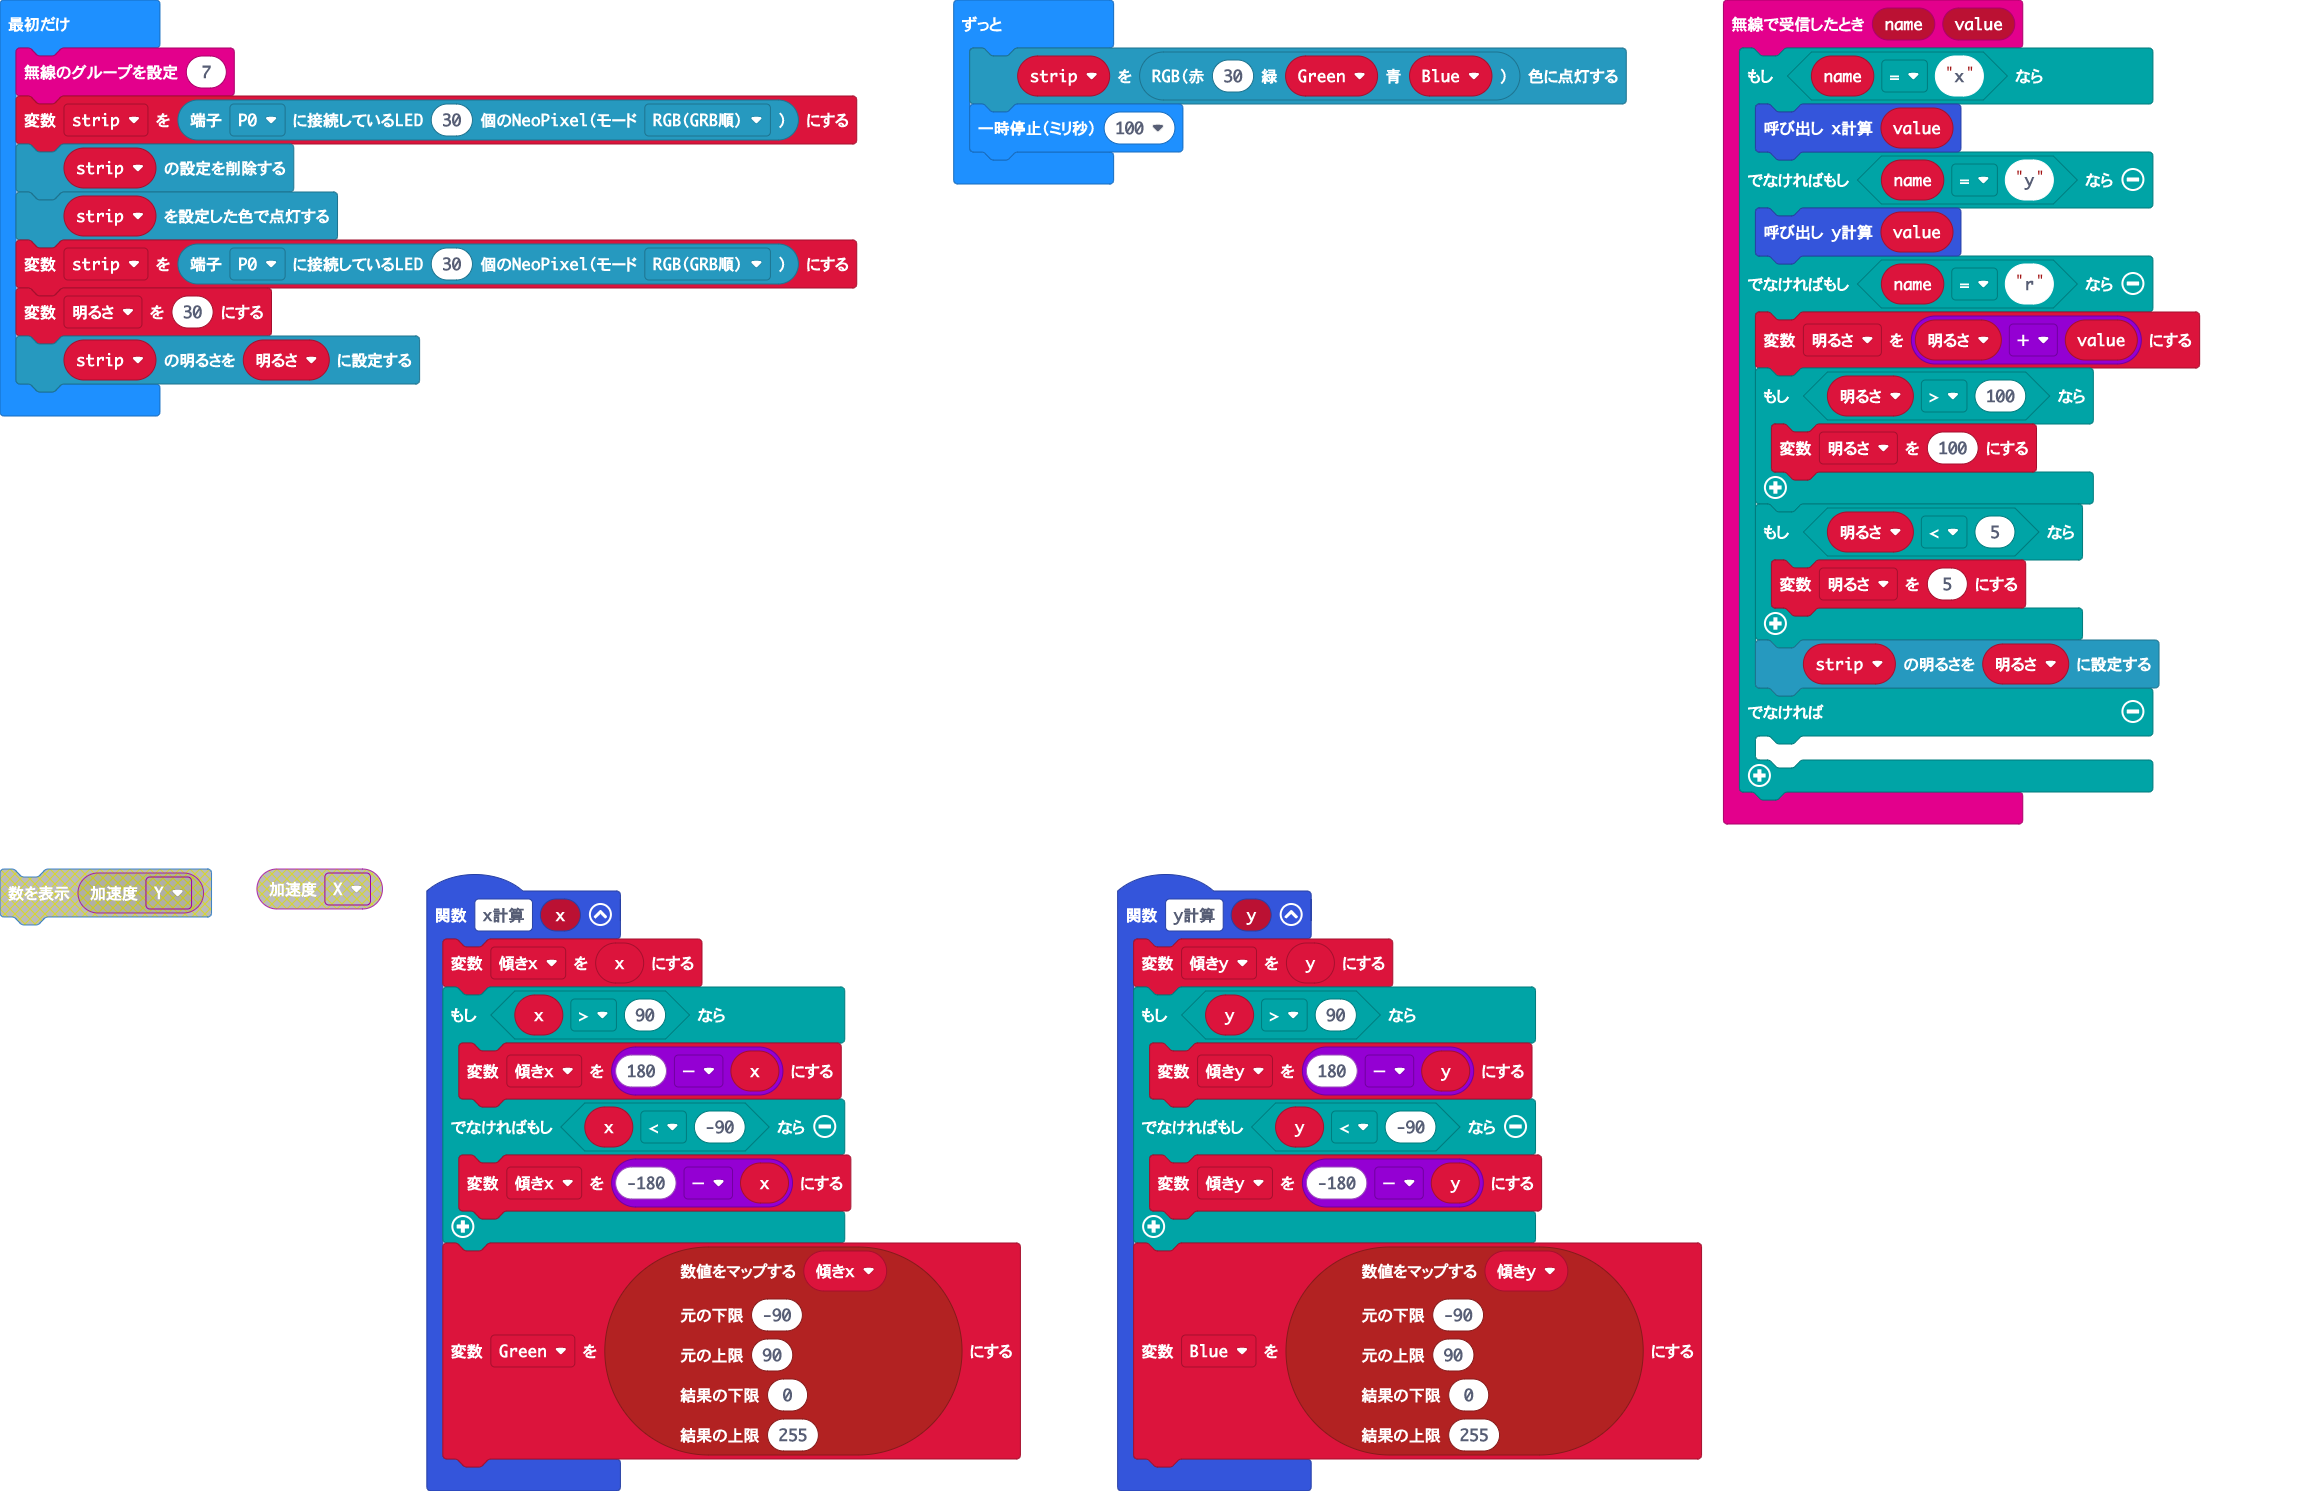 最初だけ
無線のグループを設定 7
変数 strip を 端子 P0 に接続しているLED 30 個のNeoPixel(モード RGB(GRB順) ) にする
strip の設定を削除する
strip を設定した色で点灯する
変数 strip を 端子 P0 に接続しているLED 30 個のNeoPixel(モード RGB(GRB順) ) にする
変数 明るさ を 30 にする
strip の明るさを 明るさ に設定する
ずっと
strip を RGB(赤 30 緑 Green 青 Blue ) 色に点灯する
一時停止(ミリ秒) 100
無線で受信したとき name value
もし name = "x" なら
呼び出し x計算 value
でなければもし name = "y" なら
呼び出し y計算 value
でなければもし name = "r" なら
変数 明るさ を 明るさ + value にする
もし 明るさ > 100 なら
変数 明るさ を 100 にする
もし 明るさ < 5 なら
変数 明るさ を 5 にする
strip の明るさを 明るさ に設定する
でなければ
数を表示 加速度 Y
加速度 X
関数 x計算 x
変数 傾きx を x にする
もし x > 90 なら
変数 傾きx を 180 - x にする
でなければもし x < -90 なら
変数 傾きx を -180 - x にする
変数 Green を 数値をマップする 傾きx
元の下限 -90
元の上限 90
結果の下限 0
結果の上限 255
にする
関数 y計算 y
変数 傾きy を y にする
もし y > 90 なら
変数 傾きy を 180 - y にする
でなければもし y < -90 なら
変数 傾きy を -180 - y にする
変数 Blue を 数値をマップする 傾きy
元の下限 -90
元の上限 90
結果の下限 0
結果の上限 255
にする